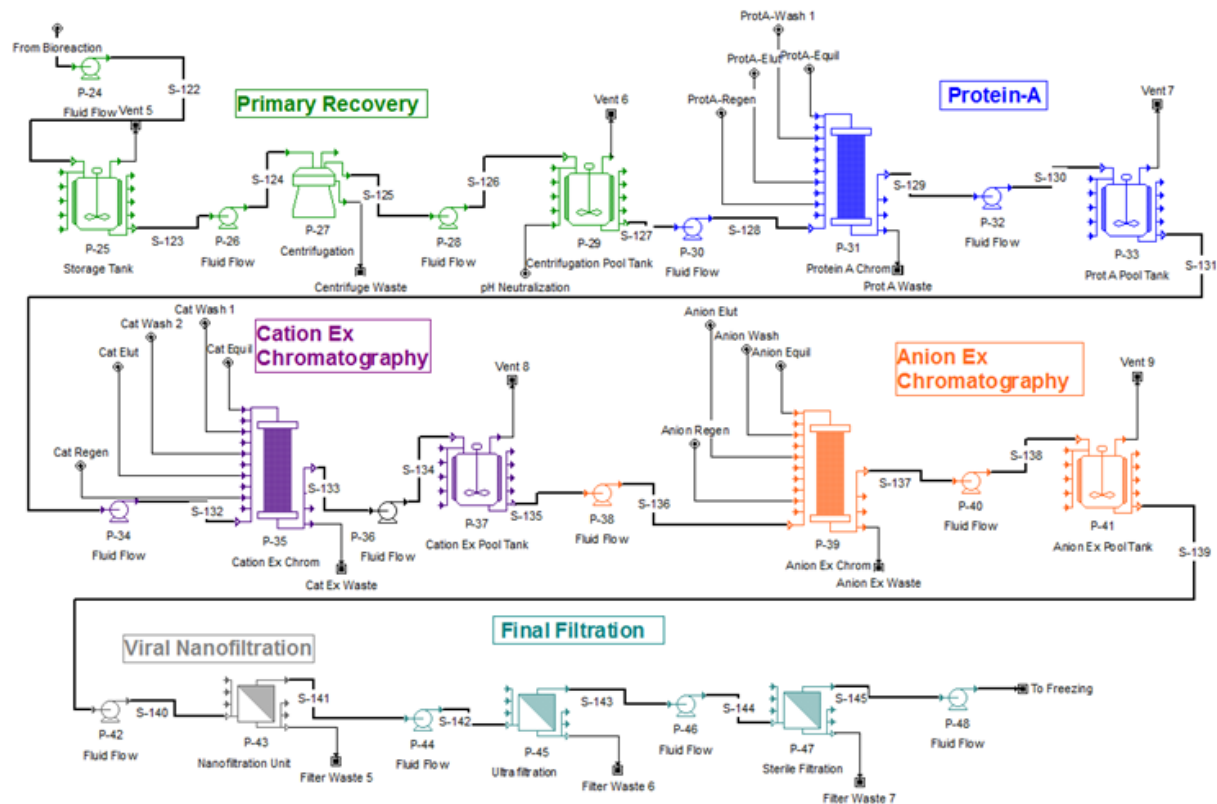 From Bioreaction
P-24
Fluid Flow
S-122
Vent 5
Primary Recovery
P-25
Storage Tank
S-123
P-26
Fluid Flow
S-124
P-27
Centrifugation
Centrifuge Waste
S-125
P-28
Fluid Flow
S-126
Vent 6
P-29
Centrifugation Pool Tank
pH Neutralization
S-127
P-30
Fluid Flow
S-128
ProtA-Wash 1
ProtA-Elut
ProtA-Equil
ProtA-Regen
Protein-A
P-31
Protein A Chrom
Prot A Waste
S-129
P-32
Fluid Flow
S-130
Vent 7
P-33
Prot A Pool Tank
S-131
Cat Wash 1
Cat Wash 2
Cat Elut
Cat Equil
Cat Regen
Cation Ex
Chromatography
P-34
Fluid Flow
S-132
P-35
Cation Ex Chrom
Cat Ex Waste
S-133
P-36
Fluid Flow
S-134
Vent 8
P-37
Cation Ex Pool Tank
S-135
P-38
Fluid Flow
S-136
Anion Elut
Anion Wash
Anion Equil
Anion Regen
Anion Ex
Chromatography
P-39
Anion Ex Chrom
Anion Ex Waste
S-137
P-40
Fluid Flow
S-138
Vent 9
P-41
Anion Ex Pool Tank
S-139
Viral Nanofiltration
Final Filtration
P-42
Fluid Flow
S-140
P-43
Nanofiltration Unit
Filter Waste 5
S-141
P-44
Fluid Flow
S-142
P-45
Ultrafiltration
Filter Waste 6
S-143
P-46
Fluid Flow
S-144
P-47
Sterile Filtration
Filter Waste 7
S-145
P-48
Fluid Flow
To Freezing